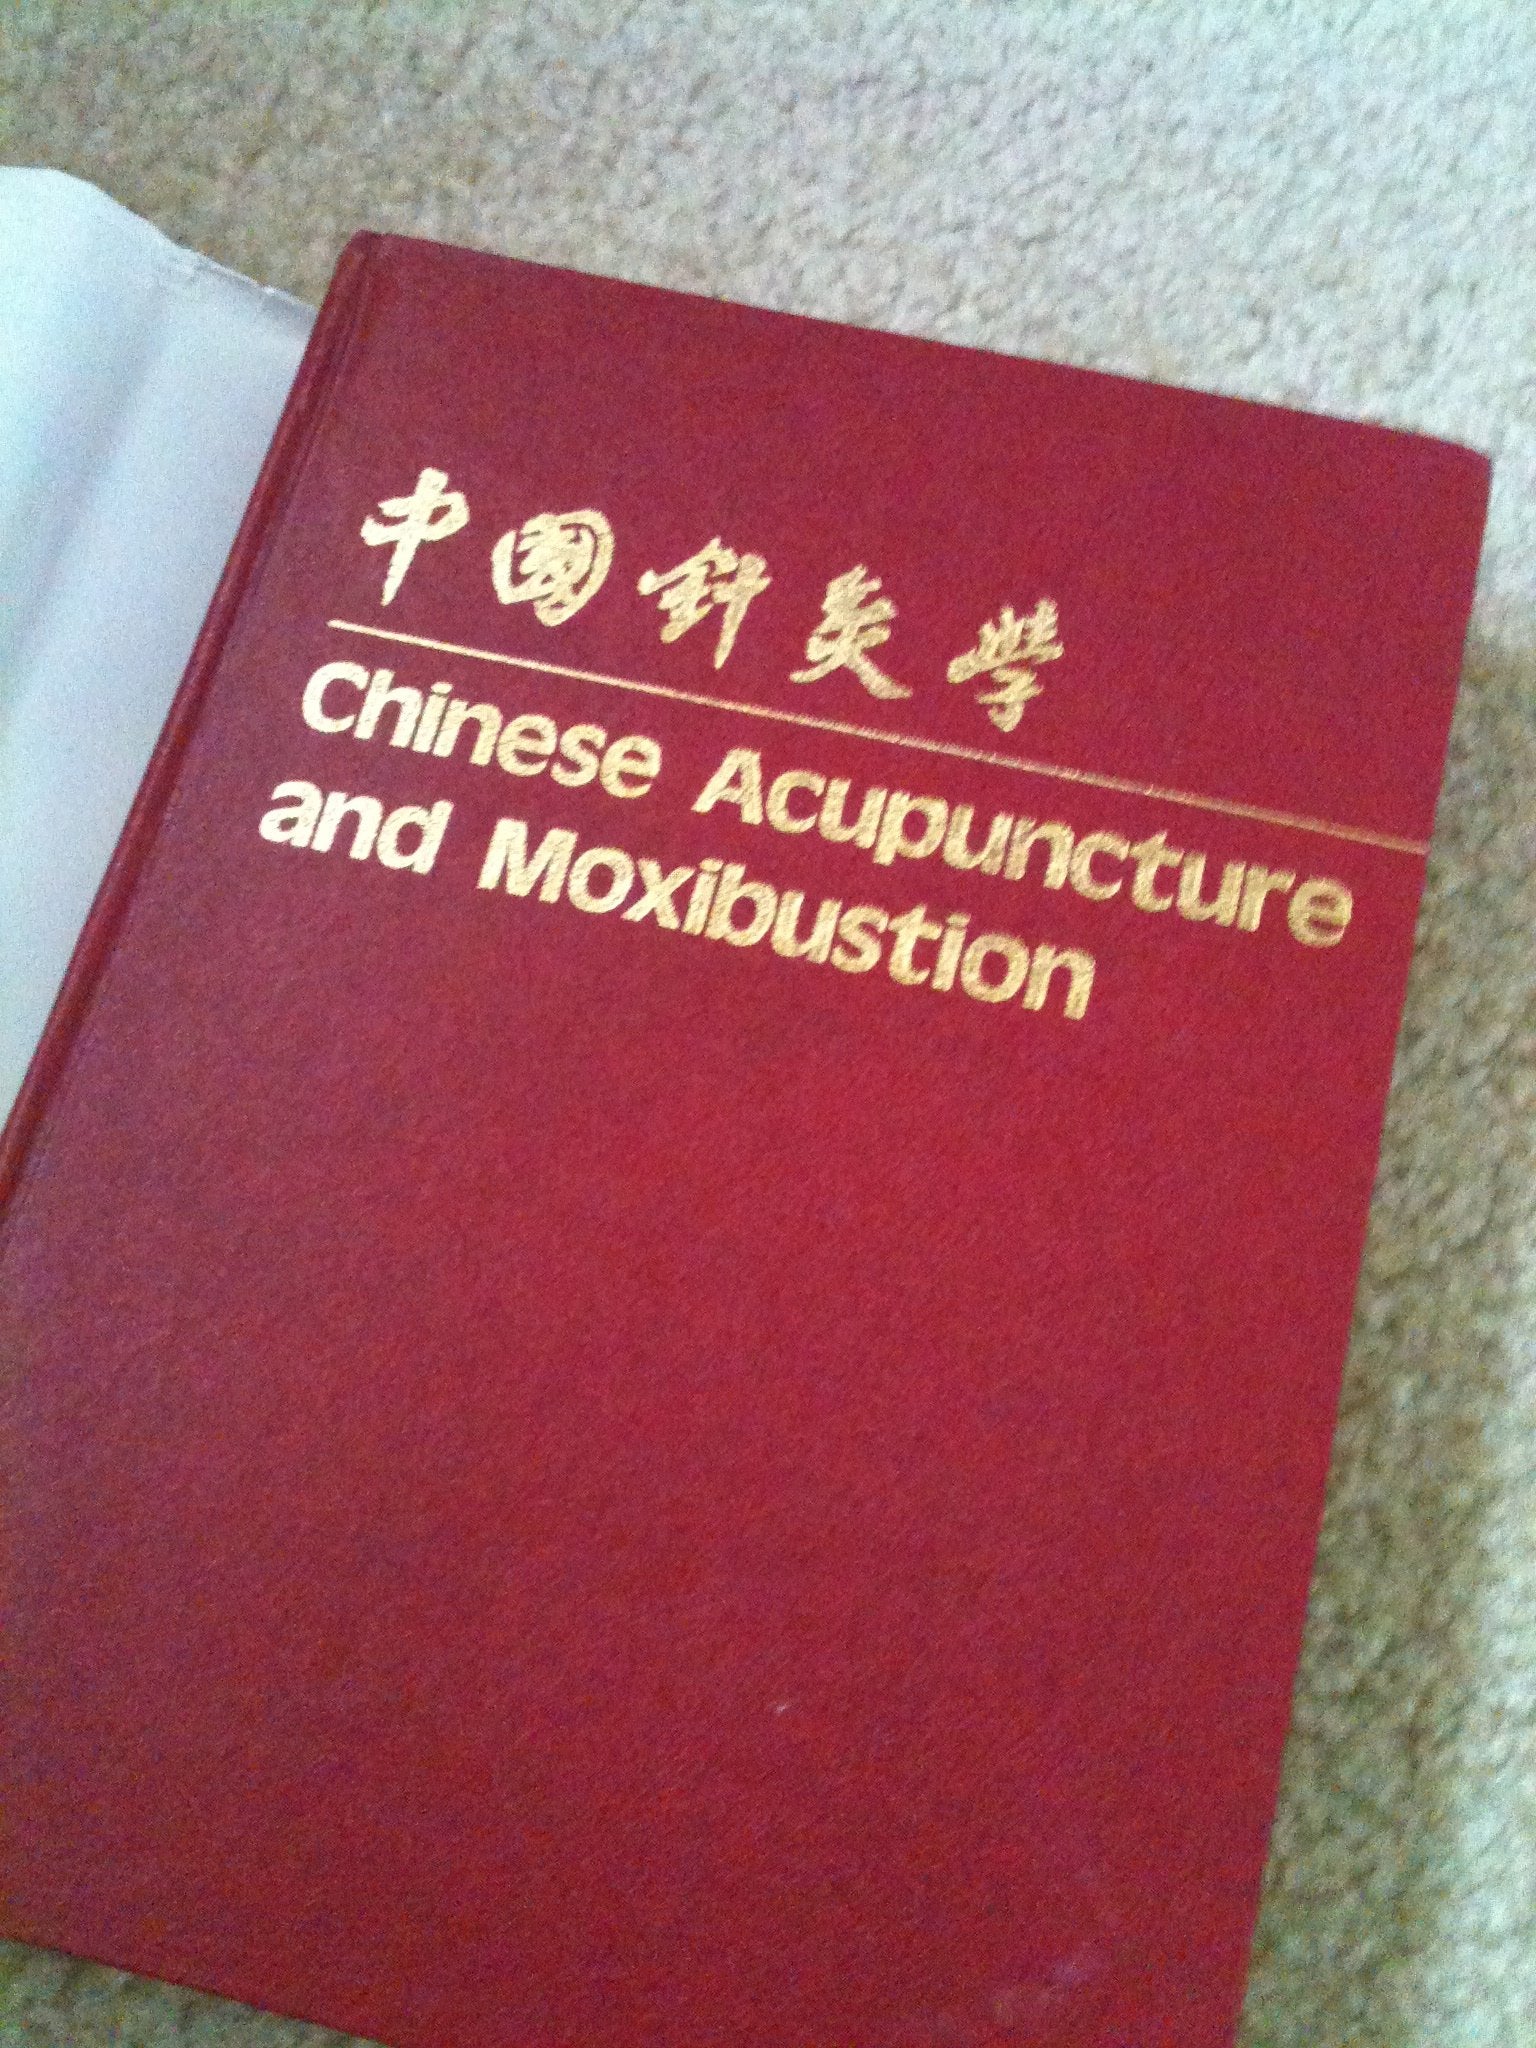 中國針灸學
Chinese Acupuncture
and Moxibustion